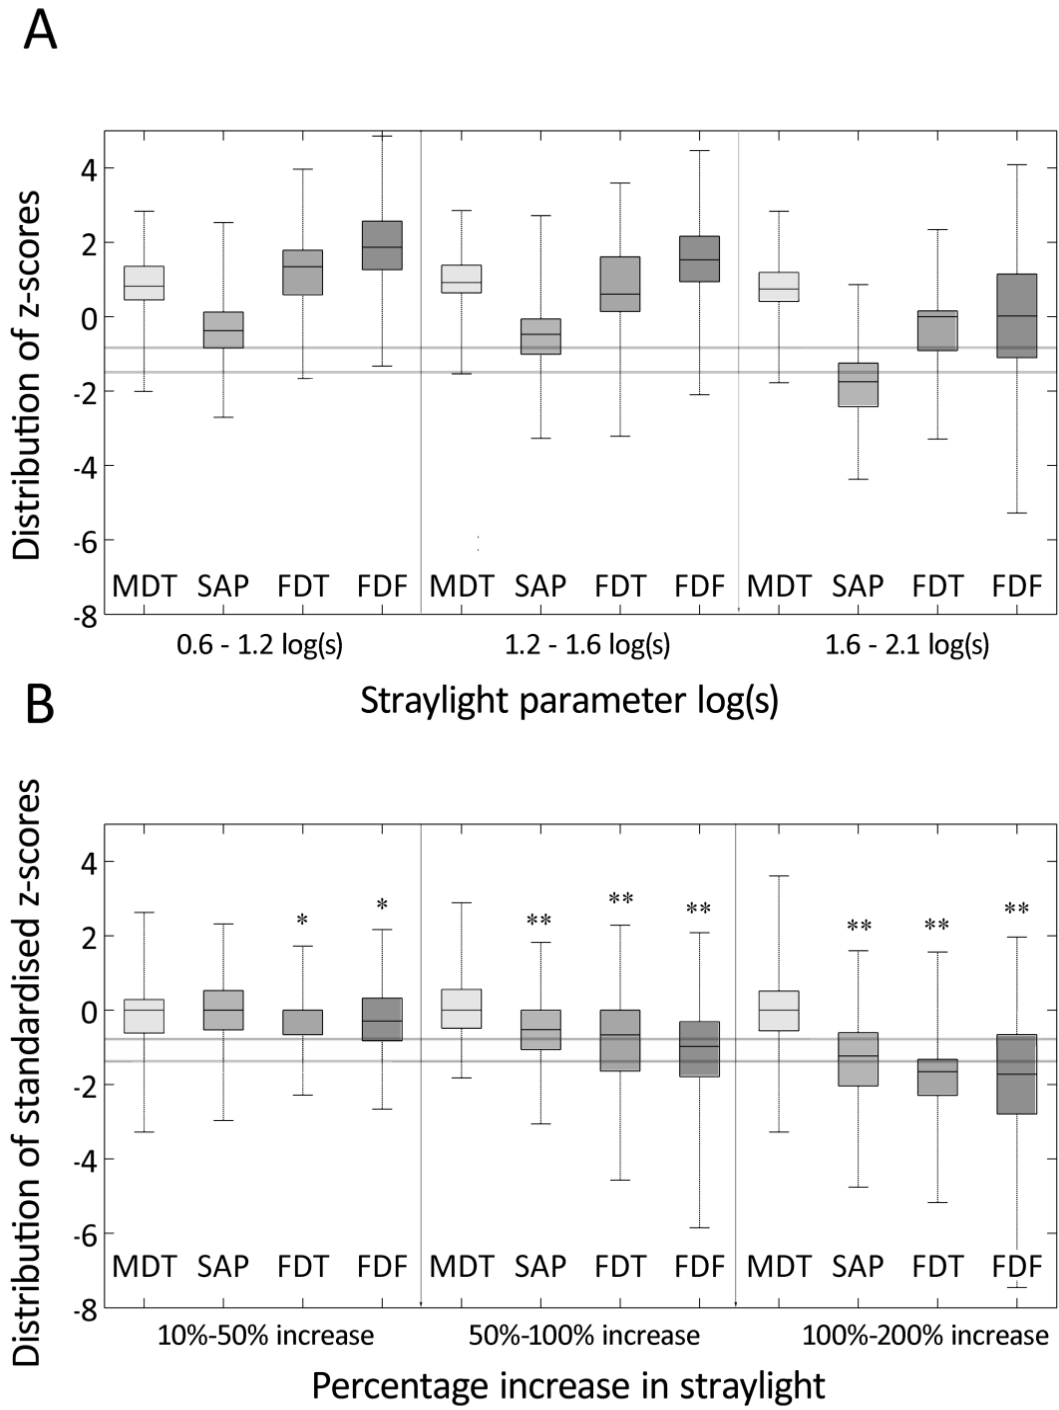 A
Distribution of z-scores
4
2
0
-2
-4
-6
-8
MDT SAP FDT FDF MDT SAP FDT FDF MDT SAP FDT FDF
0.6 - 1.2 log(s) 1.2 - 1.6 log(s) 1.6 - 2.1 log(s)
Straylight parameter log(s)
B
Distribution of standardised z-scores
4
2
0
-2
-4
-6
-8
* * ** ** ** ** ** **
MDT SAP FDT FDF MDT SAP FDT FDF MDT SAP FDT FDF
10%-50% increase 50%-100% increase 100%-200% increase
Percentage increase in straylight